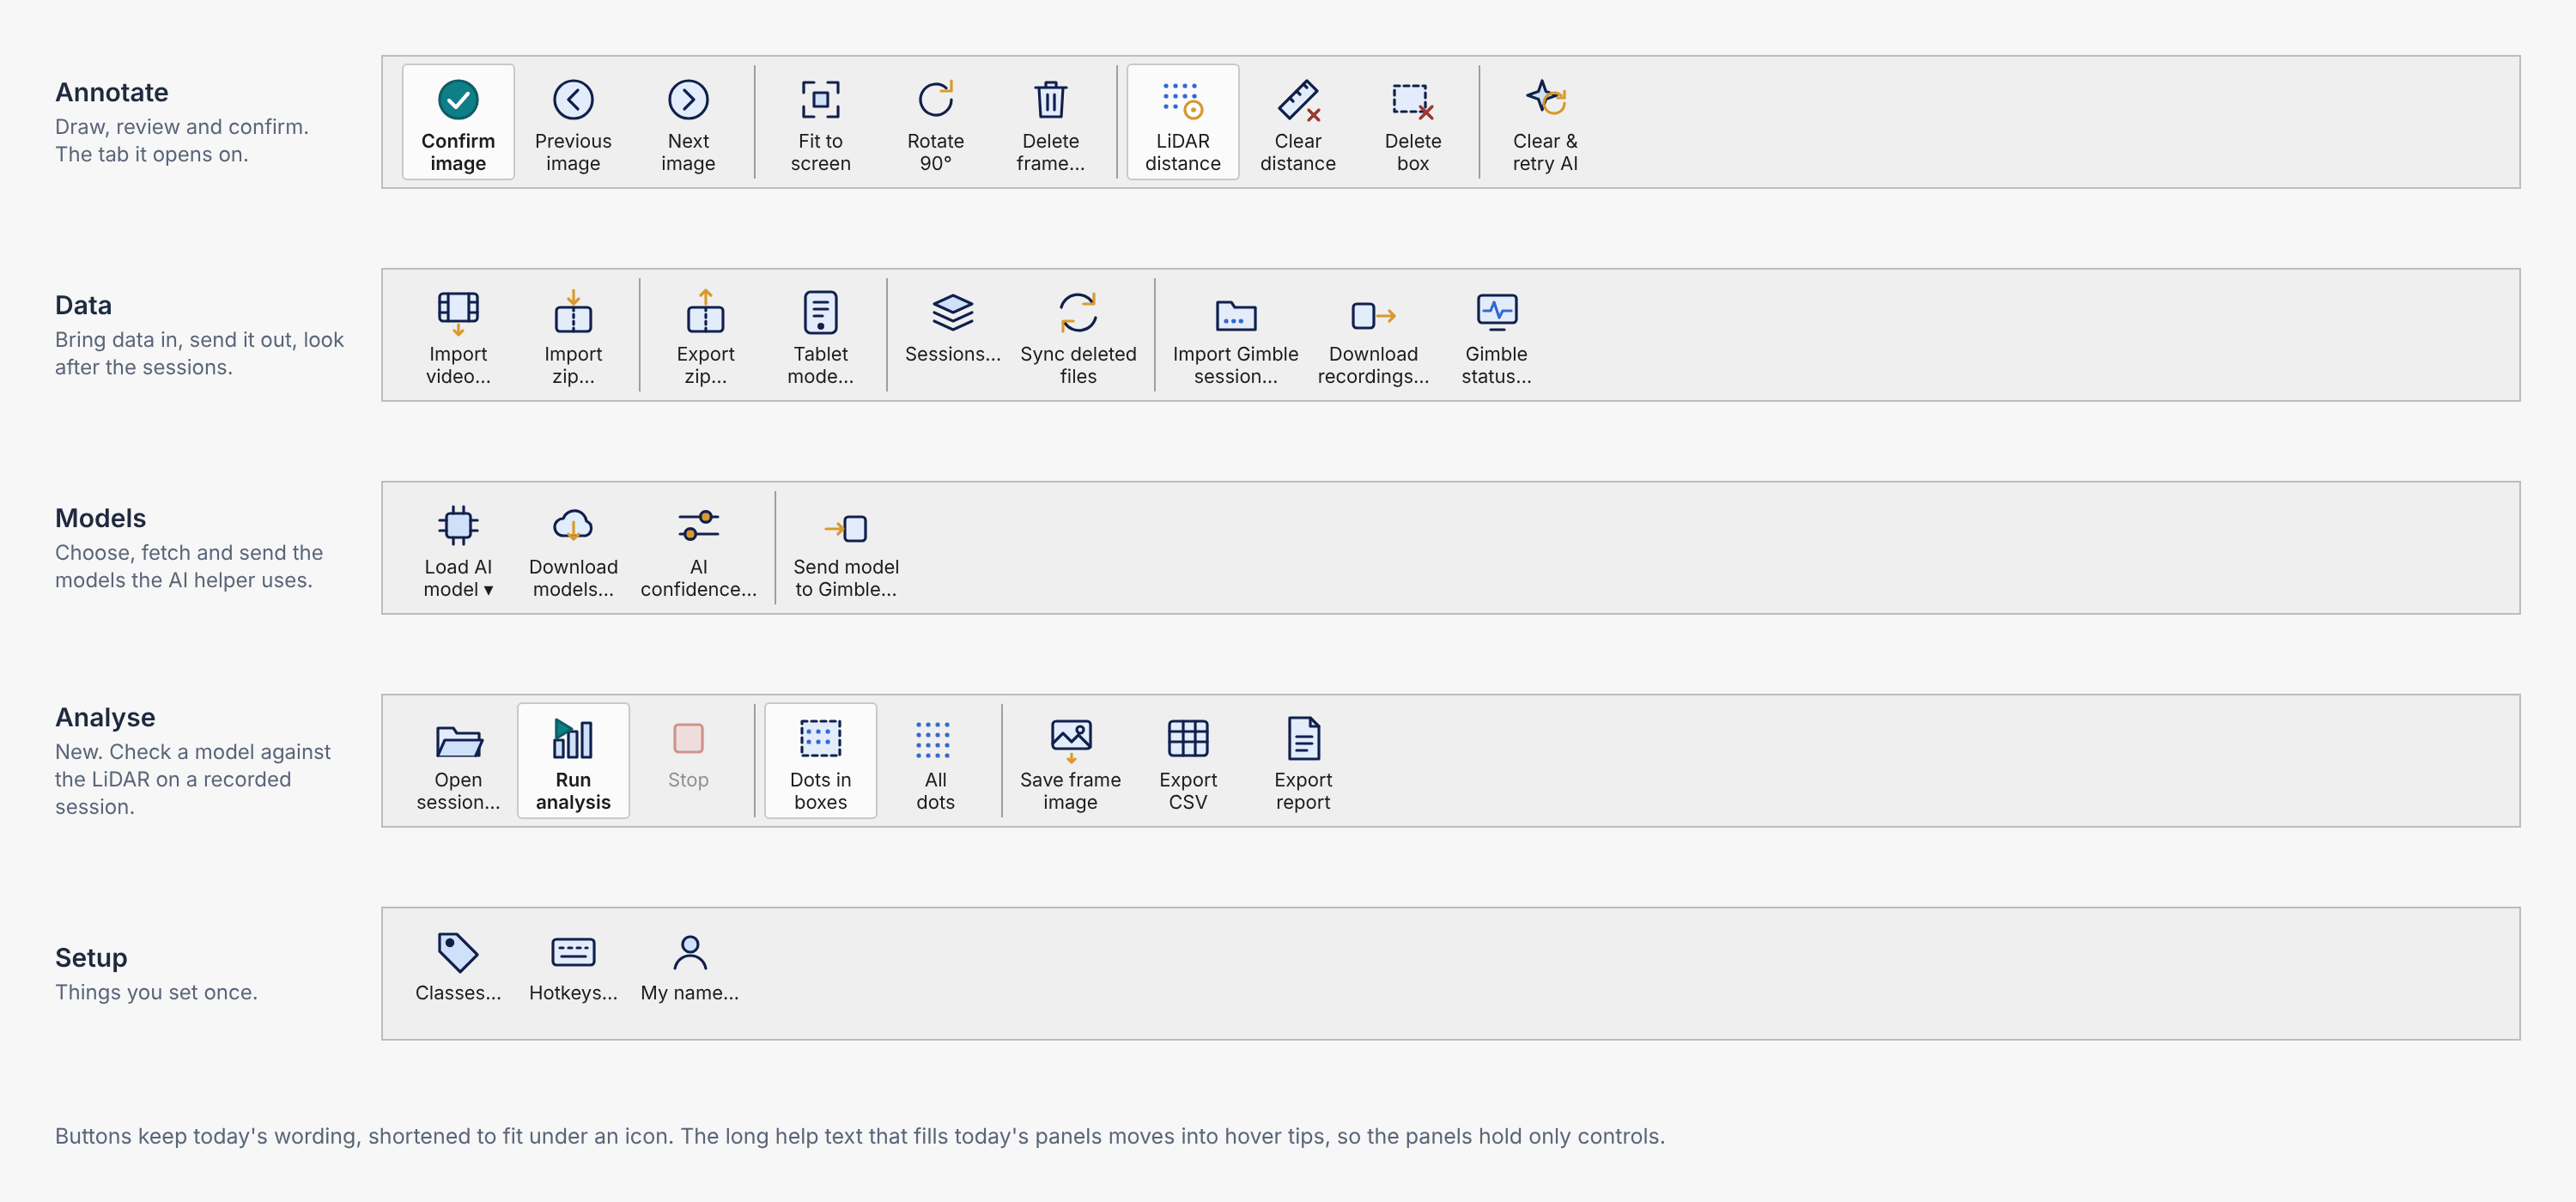 Annotate
Draw, review and confirm.
The tab it opens on.
Confirm
image
Previous
image
Next
image
Fit to
screen
Rotate
90°
Delete
frame...
LiDAR
distance
Clear
distance
Delete
box
Clear &
retry AI
Data
Bring data in, send it out, look
after the sessions.
Import
video...
Import
zip...
Export
zip...
Tablet
mode...
Sessions...
Sync deleted
files
Import Gimble
session...
Download
recordings...
Gimble
status...
Models
Choose, fetch and send the
models the AI helper uses.
Load AI
model ▾
Download
models...
AI
confidence...
Send model
to Gimble...
Analyse
New. Check a model against
the LiDAR on a recorded
session.
Open
session...
Run
analysis
Stop
Dots in
boxes
All
dots
Save frame
image
Export
CSV
Export
report
Setup
Things you set once.
Classes...
Hotkeys...
My name...
Buttons keep today's wording, shortened to fit under an icon. The long help text that fills today's panels moves into hover tips, so the panels hold only controls.